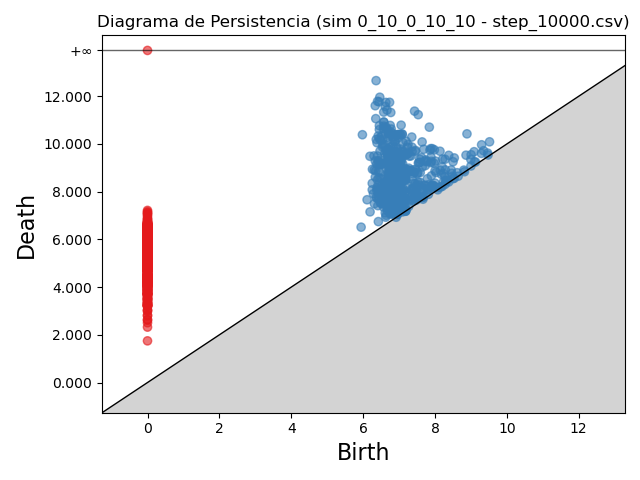 Diagrama de Persistencia (sim 0_10_0_10_10 - step_10000.csv)
+∞
12.000
10.000
8.000
6.000
4.000
2.000
0.000
Death
0 2 4 6 8 10 12
Birth